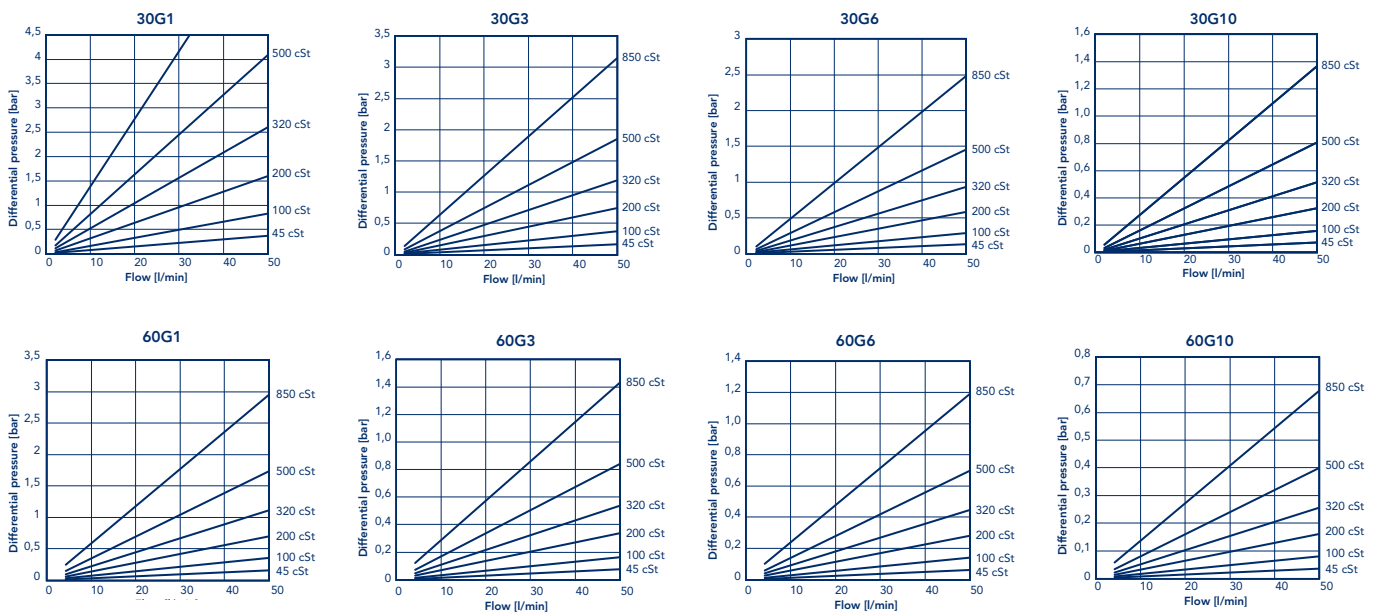 30G1
4,5
4
3,5
3
2,5
2
1,5
1
0,5
0
Differential pressure [bar]
500 cSt
320 cSt
200 cSt
100 cSt
45 cSt
0 10 20 30 40 50
Flow [l/min]
30G3
3,5
3
2,5
2
1,5
1
0,5
0
Differential pressure [bar]
850 cSt
500 cSt
320 cSt
200 cSt
100 cSt
45 cSt
0 10 20 30 40 50
Flow [l/min]
30G6
3
2,5
2
1,5
1
0,5
0
Differential pressure [bar]
850 cSt
500 cSt
320 cSt
200 cSt
100 cSt
45 cSt
0 10 20 30 40 50
Flow [l/min]
30G10
1,6
1,4
1,2
1,0
0,8
0,6
0,4
0,2
0
Differential pressure [bar]
850 cSt
500 cSt
320 cSt
200 cSt
100 cSt
45 cSt
0 10 20 30 40 50
Flow [l/min]
60G1
3,5
3
2,5
2
1,5
1
0,5
0
Differential pressure [bar]
850 cSt
500 cSt
320 cSt
200 cSt
100 cSt
45 cSt
0 10 20 30 40 50
60G3
1,6
1,4
1,2
1,0
0,8
0,6
0,4
0,2
0
Differential pressure [bar]
850 cSt
500 cSt
320 cSt
200 cSt
100 cSt
45 cSt
0 10 20 30 40 50
Flow [l/min]
60G6
1,4
1,2
1,0
0,8
0,6
0,4
0,2
0
Differential pressure [bar]
850 cSt
500 cSt
320 cSt
200 cSt
100 cSt
45 cSt
0 10 20 30 40 50
Flow [l/min]
60G10
0,8
0,7
0,6
0,5
0,4
0,3
0,2
0,1
0
Differential pressure [bar]
850 cSt
500 cSt
320 cSt
200 cSt
100 cSt
45 cSt
0 10 20 30 40 50
Flow [l/min]